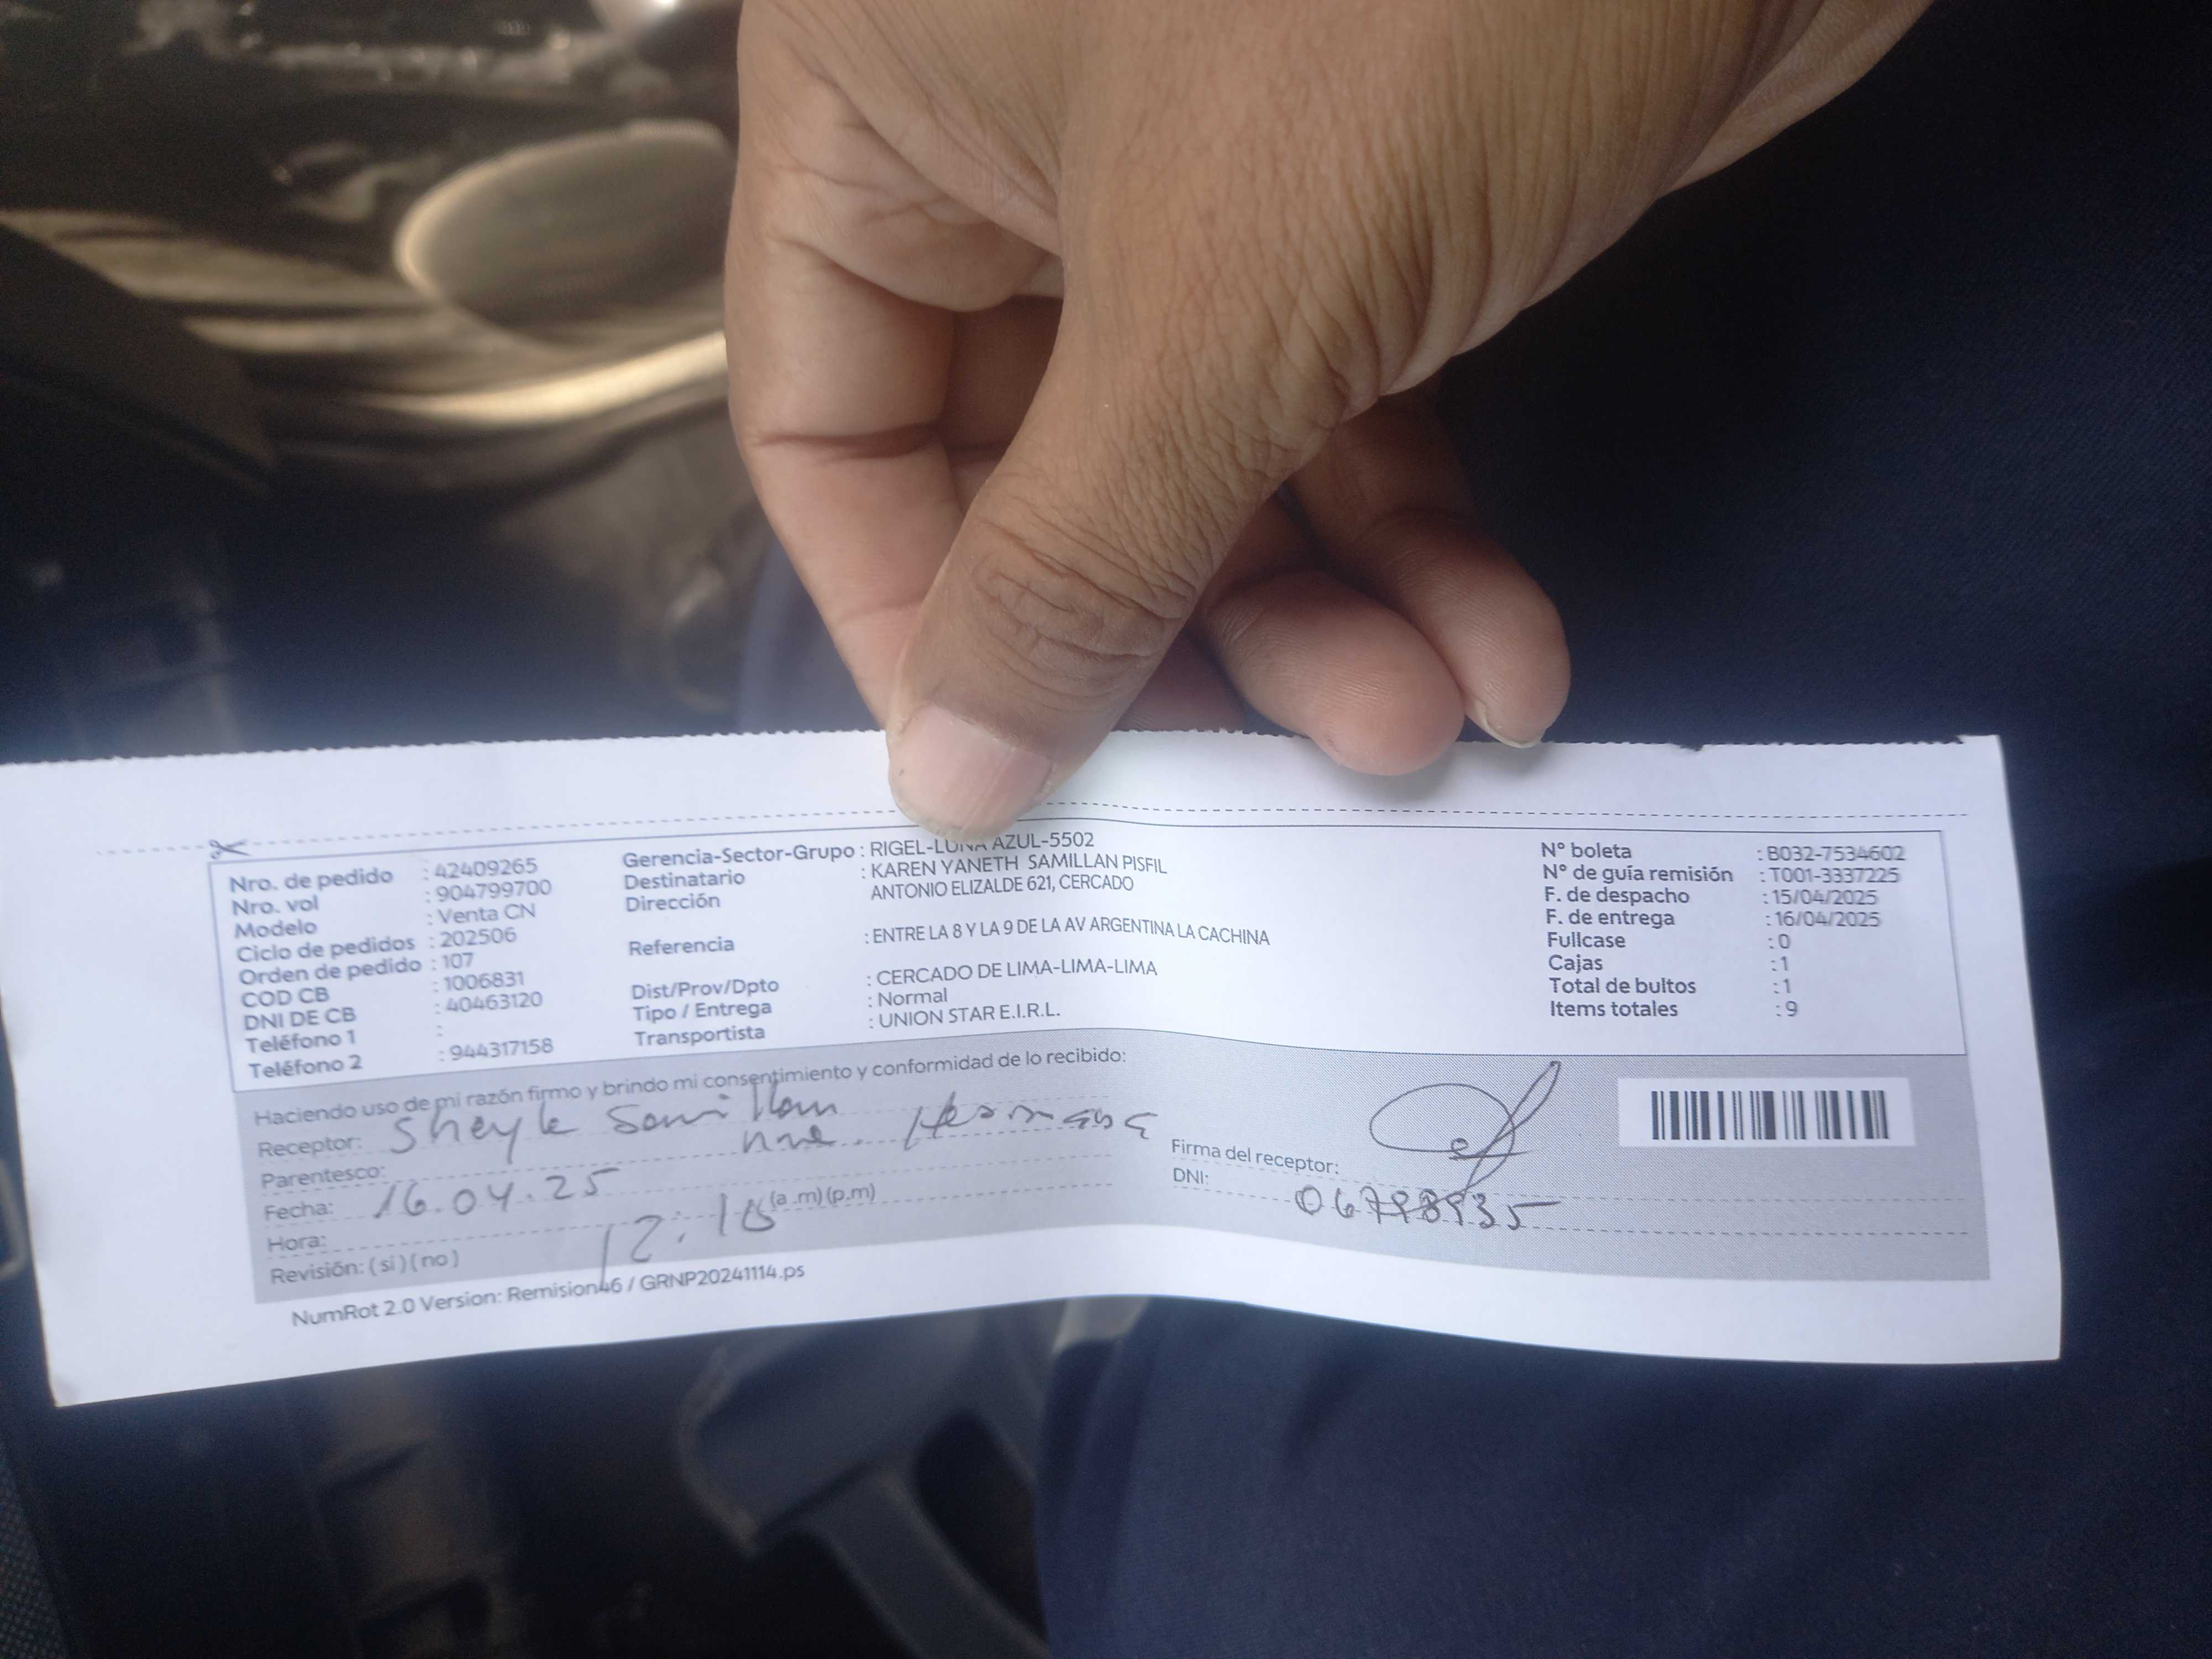 Nro. de pedido : 42409265
Nro. vol : 904799700
Modelo : Venta CN
Ciclo de pedidos : 202506
Orden de pedido : 107
COD CB : 1006831
DNI DE CB : 40463120
Teléfono 1 :
Teléfono 2 : 944317158
Gerencia-Sector-Grupo : RIGEL-LUNA AZUL-5502
Destinatario : KAREN YANETH SAMILLAN PISFIL
Dirección ANTONIO ELIZALDE 621, CERCADO
Referencia : ENTRE LA 8 Y LA 9 DE LA AV ARGENTINA LA CACHINA
Dist/Prov/Dpto : CERCADO DE LIMA-LIMA-LIMA
Tipo / Entrega : Normal
Transportista : UNION STAR E.I.R.L.
N° boleta : B032-7534602
N° de guía remisión : T001-3337225
F. de despacho : 15/04/2025
F. de entrega : 16/04/2025
Fullcase : 0
Cajas : 1
Total de bultos : 1
Items totales : 9
Haciendo uso de mi razón firmo y brindo mi consentimiento y conformidad de lo recibido:
Receptor: Sheyle Samillan
Parentesco: Hermana
Fecha: 16.04.25
Hora: 12:18 (a.m) (p.m)
Revisión: ( si ) ( no )
Firma del receptor:
DNI:
NumRot 2.0 Version: Remision46 / GRNP20241114.ps